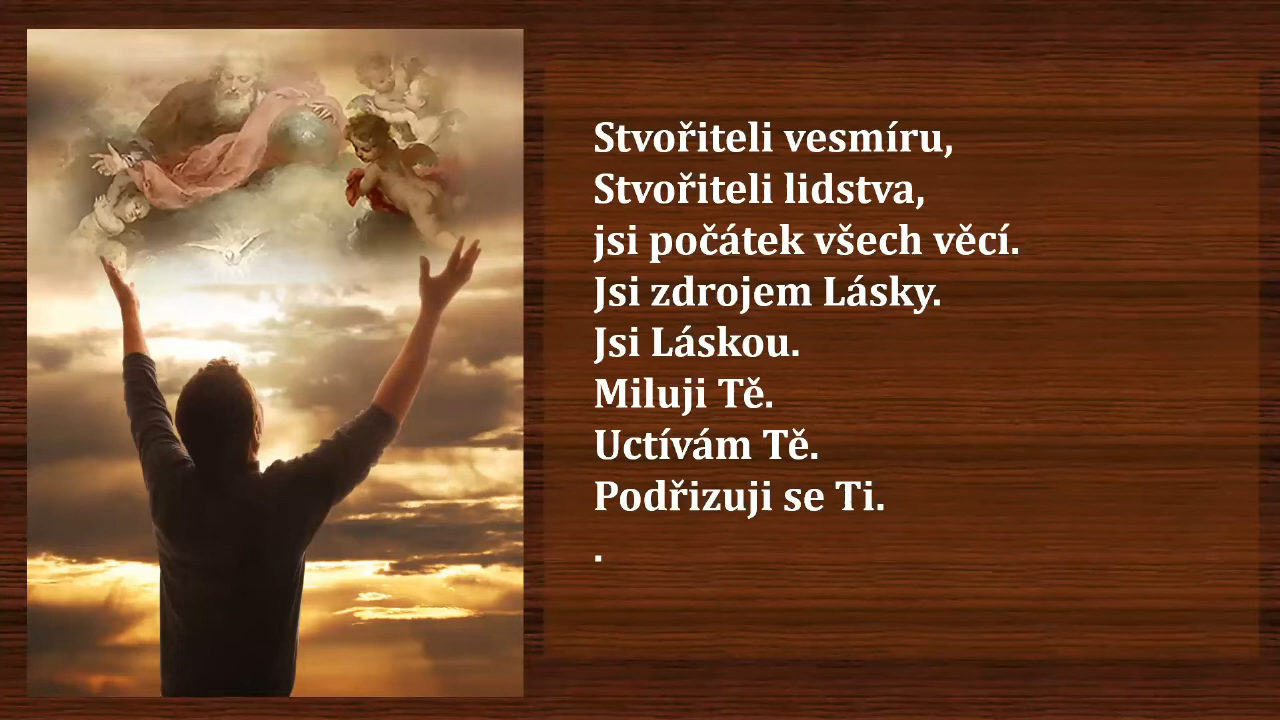 Stvořiteli vesmíru,
Stvořiteli lidstva,
jsi počátek všech věcí.
Jsi zdrojem Lásky.
Jsi Láskou.
Miluji Tě.
Uctívám Tě.
Podřizuji se Ti.
.